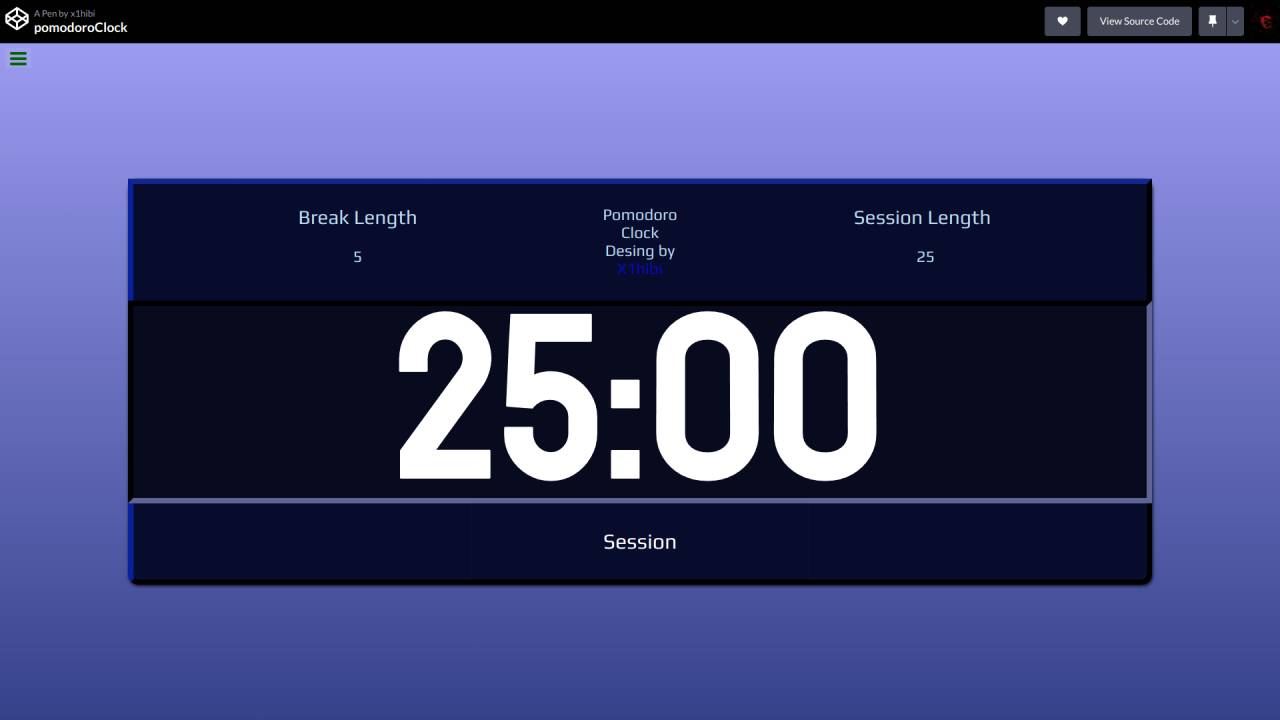 A Pen by x1hibi
pomodoroClock
View Source Code
Break Length
5
Pomodoro
Clock
Desing by
X1hibi
Session Length
25
25:00
Session